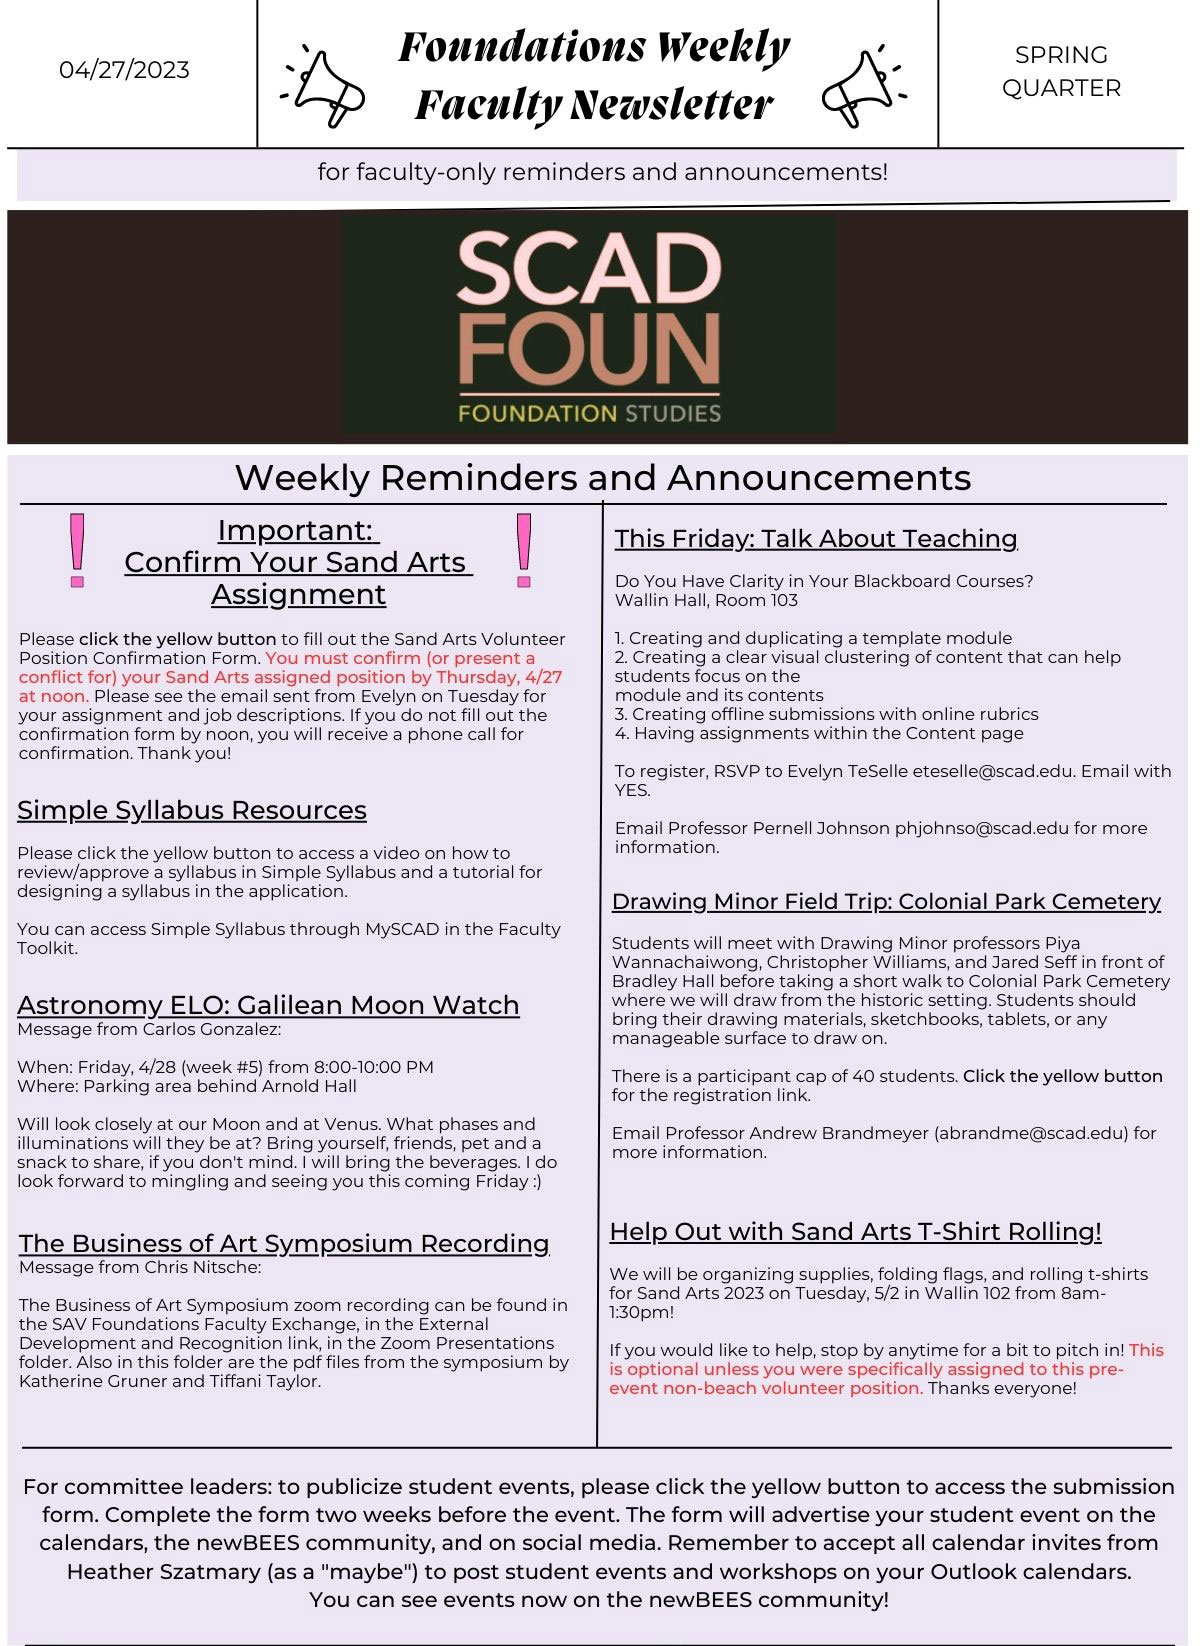 04/27/2023
Foundations Weekly
Faculty Newsletter
SPRING
QUARTER
for faculty-only reminders and announcements!
SCAD
FOUN
FOUNDATION STUDIES
Weekly Reminders and Announcements
! Important: !
Confirm Your Sand Arts
Assignment
Please click the yellow button to fill out the Sand Arts Volunteer
Position Confirmation Form. You must confirm (or present a
conflict for) your Sand Arts assigned position by Thursday, 4/27
at noon. Please see the email sent from Evelyn on Tuesday for
your assignment and job descriptions. If you do not fill out the
confirmation form by noon, you will receive a phone call for
confirmation. Thank you!
Simple Syllabus Resources
Please click the yellow button to access a video on how to
review/approve a syllabus in Simple Syllabus and a tutorial for
designing a syllabus in the application.
You can access Simple Syllabus through MySCAD in the Faculty
Toolkit.
Astronomy ELO: Galilean Moon Watch
Message from Carlos Gonzalez:
When: Friday, 4/28 (week #5) from 8:00-10:00 PM
Where: Parking area behind Arnold Hall
Will look closely at our Moon and at Venus. What phases and
illuminations will they be at? Bring yourself, friends, pet and a
snack to share, if you don't mind. I will bring the beverages. I do
look forward to mingling and seeing you this coming Friday :)
The Business of Art Symposium Recording
Message from Chris Nitsche:
The Business of Art Symposium zoom recording can be found in
the SAV Foundations Faculty Exchange, in the External
Development and Recognition link, in the Zoom Presentations
folder. Also in this folder are the pdf files from the symposium by
Katherine Gruner and Tiffani Taylor.
This Friday: Talk About Teaching
Do You Have Clarity in Your Blackboard Courses?
Wallin Hall, Room 103
1. Creating and duplicating a template module
2. Creating a clear visual clustering of content that can help
students focus on the
module and its contents
3. Creating offline submissions with online rubrics
4. Having assignments within the Content page
To register, RSVP to Evelyn TeSelle eteselle@scad.edu. Email with
YES.
Email Professor Pernell Johnson phjohnso@scad.edu for more
information.
Drawing Minor Field Trip: Colonial Park Cemetery
Students will meet with Drawing Minor professors Piya
Wannachaiwong, Christopher Williams, and Jared Seff in front of
Bradley Hall before taking a short walk to Colonial Park Cemetery
where we will draw from the historic setting. Students should
bring their drawing materials, sketchbooks, tablets, or any
manageable surface to draw on.
There is a participant cap of 40 students. Click the yellow button
for the registration link.
Email Professor Andrew Brandmeyer (abrandme@scad.edu) for
more information.
Help Out with Sand Arts T-Shirt Rolling!
We will be organizing supplies, folding flags, and rolling t-shirts
for Sand Arts 2023 on Tuesday, 5/2 in Wallin 102 from 8am-
1:30pm!
If you would like to help, stop by anytime for a bit to pitch in! This
is optional unless you were specifically assigned to this pre-
event non-beach volunteer position. Thanks everyone!
For committee leaders: to publicize student events, please click the yellow button to access the submission
form. Complete the form two weeks before the event. The form will advertise your student event on the
calendars, the newBEES community, and on social media. Remember to accept all calendar invites from
Heather Szatmary (as a "maybe") to post student events and workshops on your Outlook calendars.
You can see events now on the newBEES community!